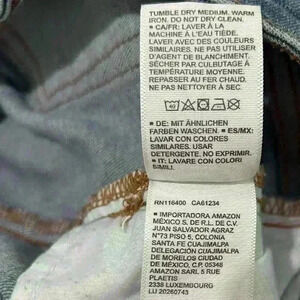 TUMBLE DRY MEDIUM. WARM
IRON. DO NOT DRY CLEAN.
■ CA/FR: LAVER À LA
MACHINE À L'EAU TIÈDE.
LAVER AVEC DES COULEURS
SIMILAIRES. NE PAS UTILISER
D'AGENT DE BLANCHIMENT.
SÉCHER PAR CULBUTAGE À
TEMPÉRATURE MOYENNE.
REPASSER AU FER CHAUD.
NE PAS NETTOYER À SEC.
■ DE: MIT ÄHNLICHEN
FARBEN WASCHEN. ■ ES/MX:
LAVAR CON COLORES
SIMILARES. USAR
DETERGENTE, NO EXPRIMIR.
■ IT: LAVARE CON COLORI
SIMILI.
RN116400 CA61234
■ IMPORTADORA AMAZON
MÉXICO S. DE R.L. DE C.V.
JUAN SALVADOR AGRAZ
N°73 PISO 5, COLONIA
SANTA FE CUAJIMALPA
DELEGACIÓN CUAJIMALPA
DE MORELOS CIUDAD
DE MÉXICO, C.P. 05348
AMAZON SARL, 5 RUE
PLAETIS
2338 LUXEMBOURG
LU 20260743